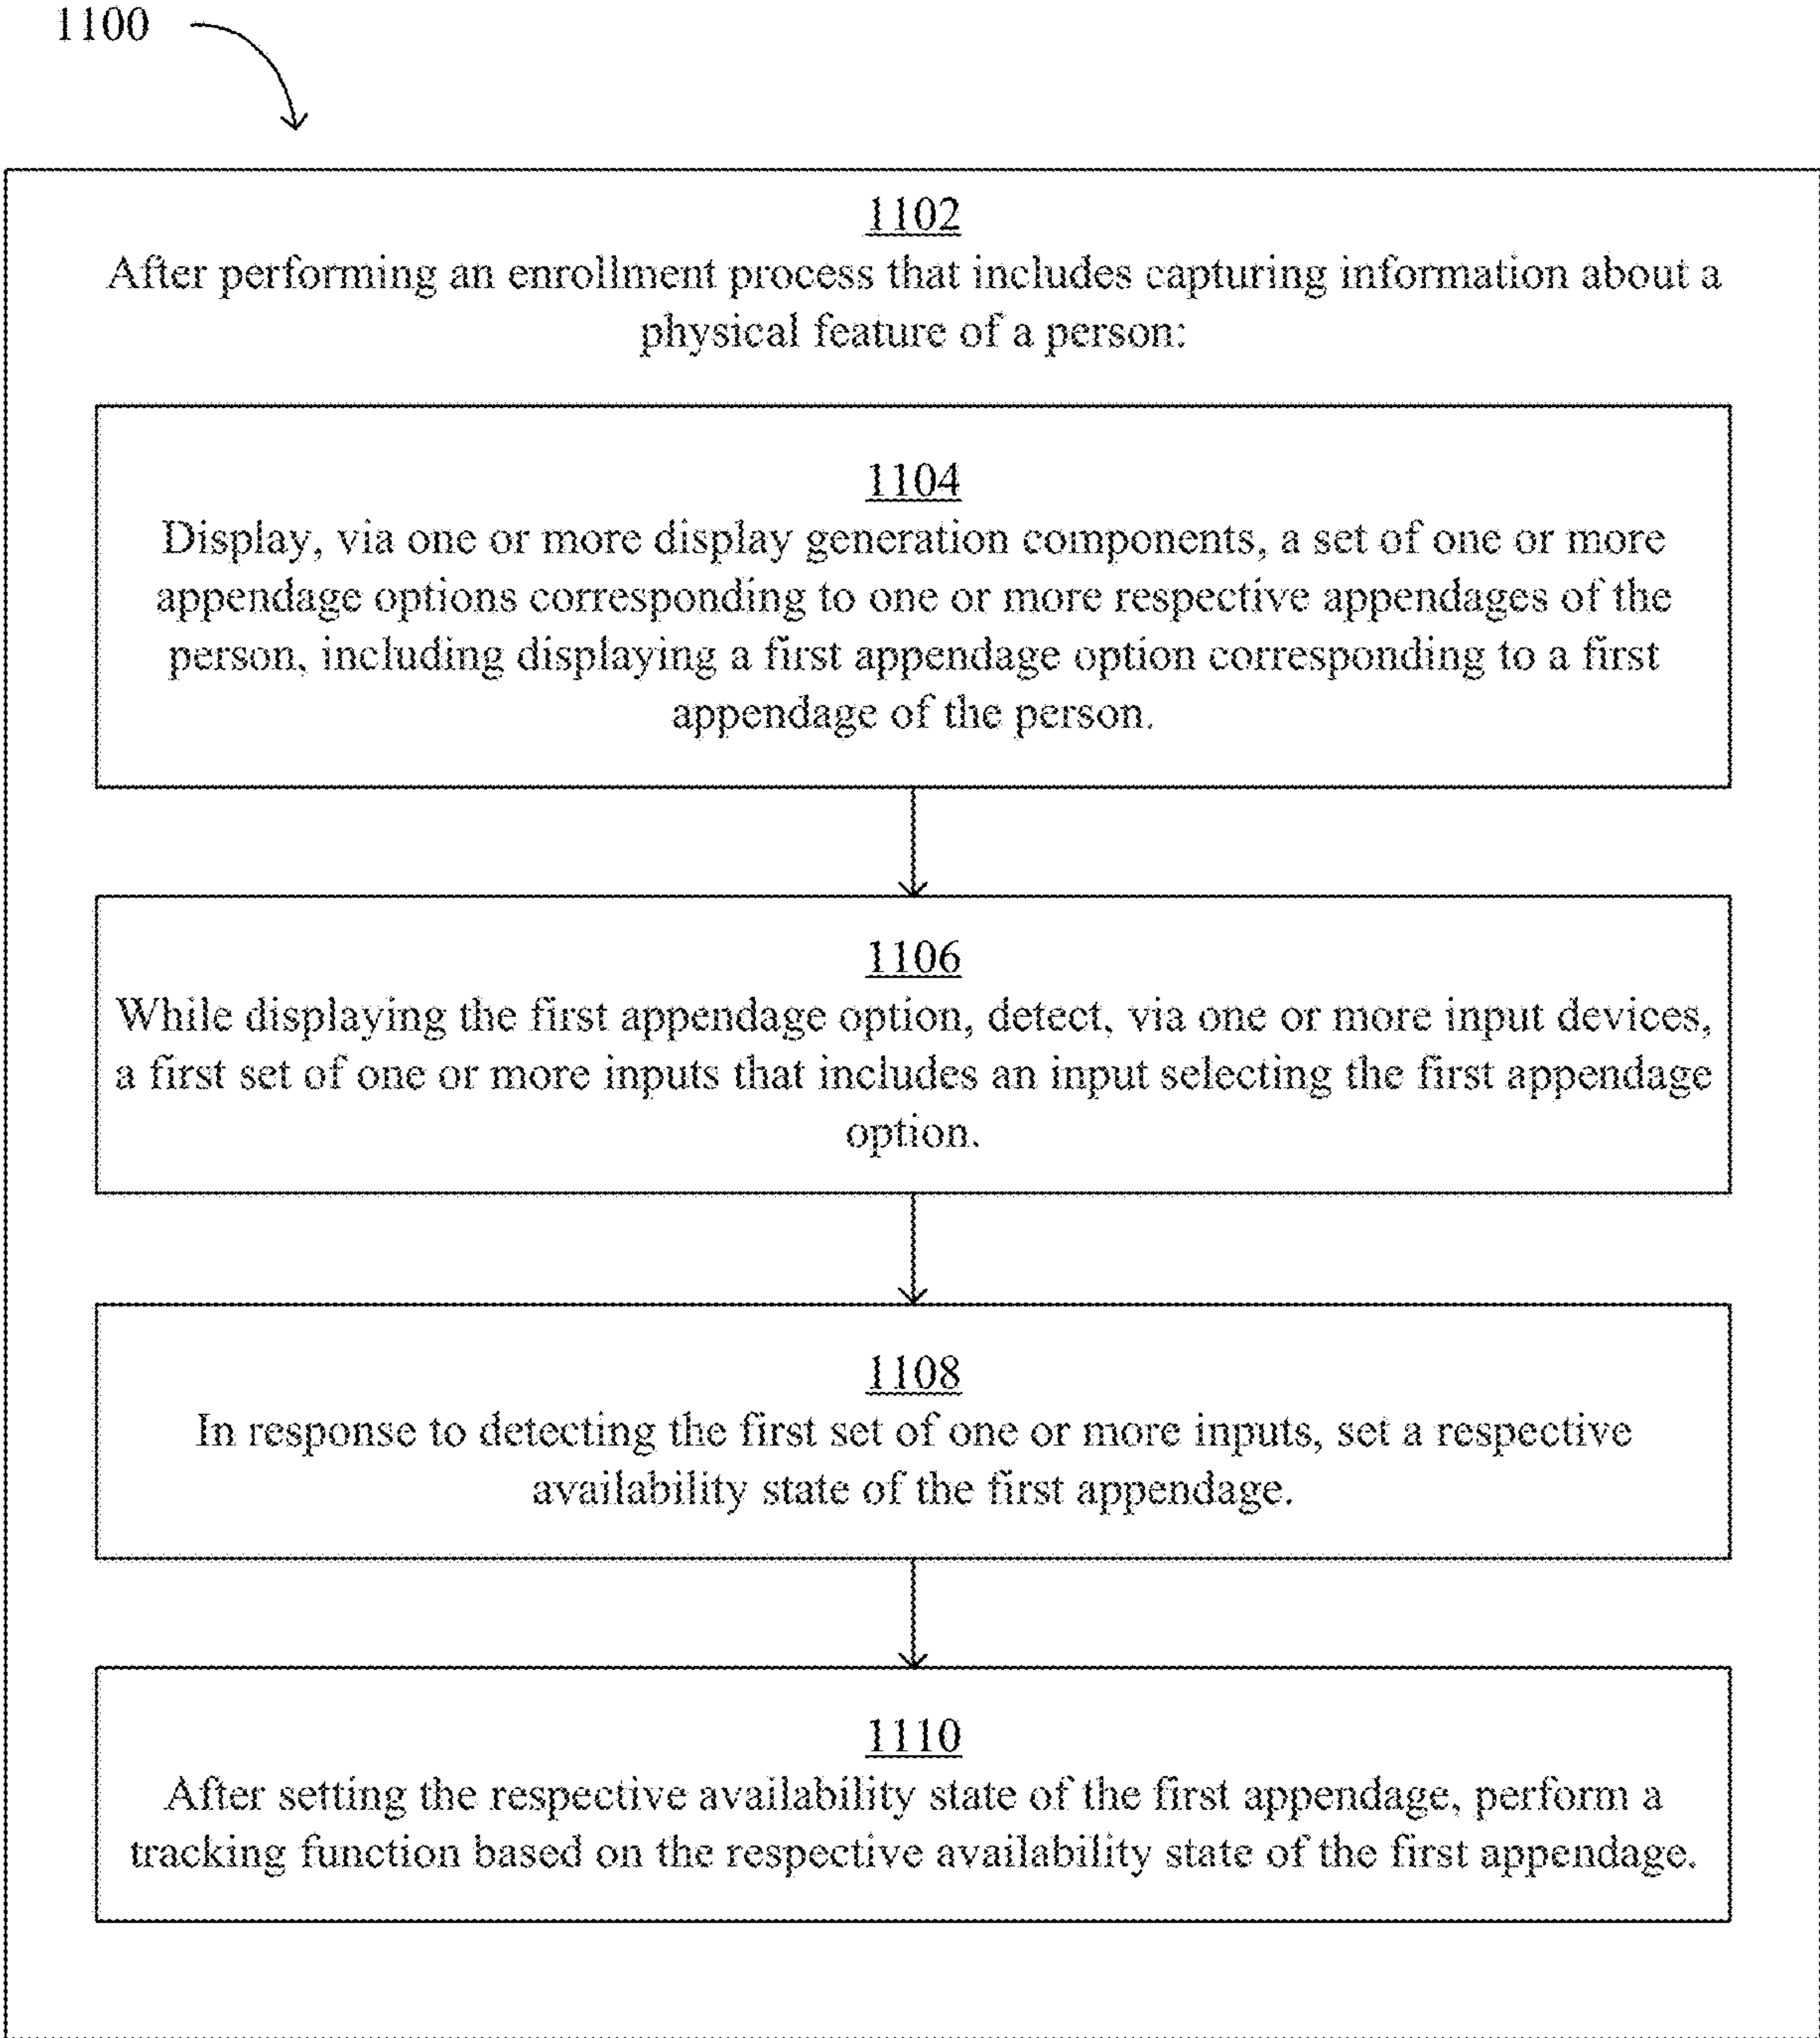 1100
1102
After performing an enrollment process that includes capturing information about a
physical feature of a person:
1104
Display, via one or more display generation components, a set of one or more
appendage options corresponding to one or more respective appendages of the
person, including displaying a first appendage option corresponding to a first
appendage of the person.
1106
While displaying the first appendage option, detect, via one or more input devices,
a first set of one or more inputs that includes an input selecting the first appendage
option.
1108
In response to detecting the first set of one or more inputs, set a respective
availability state of the first appendage.
1110
After setting the respective availability state of the first appendage, perform a
tracking function based on the respective availability state of the first appendage.